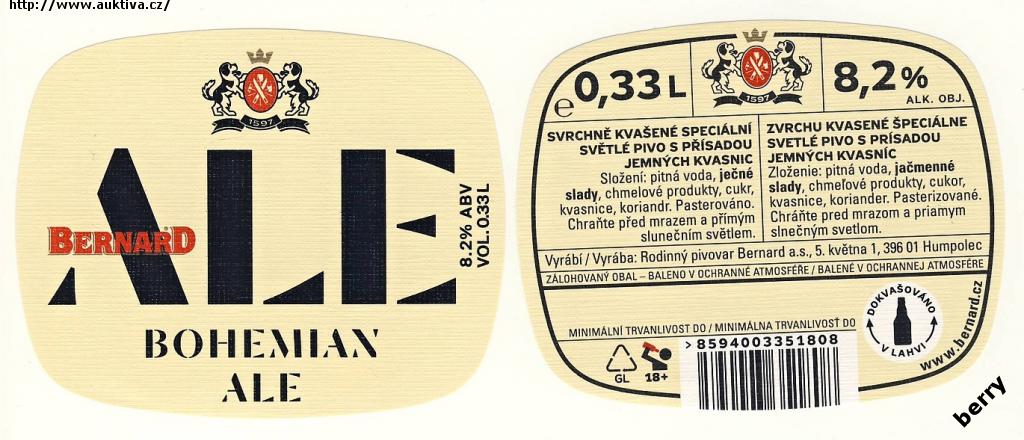 http://www.auktiva.cz/
1597
ALE
BERNARD
8.2% ABV
VOL. 0.33 L
BOHEMIAN
ALE
e 0,33 L
1597
8,2%
ALK. OBJ.
SVRCHNĚ KVAŠENÉ SPECIÁLNÍ
SVĚTLÉ PIVO S PŘÍSADOU
JEMNÝCH KVASNIC
Složení: pitná voda, ječné
slady, chmelové produkty, cukr,
kvasnice, koriandr. Pasterováno.
Chraňte před mrazem a přímým
slunečním světlem.
ZVRCHU KVASENÉ ŠPECIÁLNE
SVETLÉ PIVO S PRÍSADOU
JEMNÝCH KVASNÍC
Zloženie: pitná voda, jačmenné
slady, chmeľové produkty, cukor,
kvasnice, koriander. Pasterizované.
Chráňte pred mrazom a priamym
slnečným svetlom.
Vyrábí / Vyrába: Rodinný pivovar Bernard a.s., 5. května 1, 396 01 Humpolec
ZÁLOHOVANÝ OBAL – BALENO V OCHRANNÉ ATMOSFÉŘE / BALENÉ V OCHRANNEJ ATMOSFÉRE
MINIMÁLNÍ TRVANLIVOST DO / MINIMÁLNA TRVANLIVOSŤ DO
DOKVAŠOVÁNO
V LAHVI
www.bernard.cz
GL
18+
> 8594003351808
berry